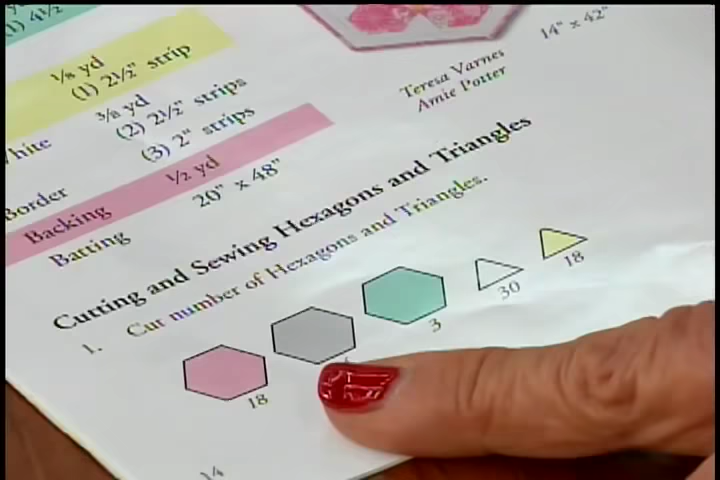 (1) 4½
⅛ yd
(1) 2½" strip
⅜ yd
(2) 2½" strips
(3) 2" strips
Border
Backing ½ yd
Batting 20" x 48"
14" x 42"
Teresa Varnes
Amie Potter
Cutting and Sewing Hexagons and Triangles
1. Cut number of Hexagons and Triangles.
18 3 30 18
14